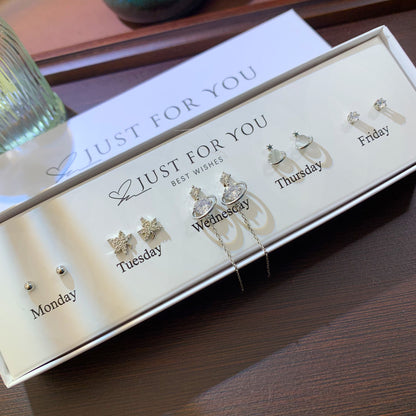 JUST FOR YOU
JUST FOR YOU
BEST WISHES
Monday
Tuesday
Wednesday
Thursday
Friday